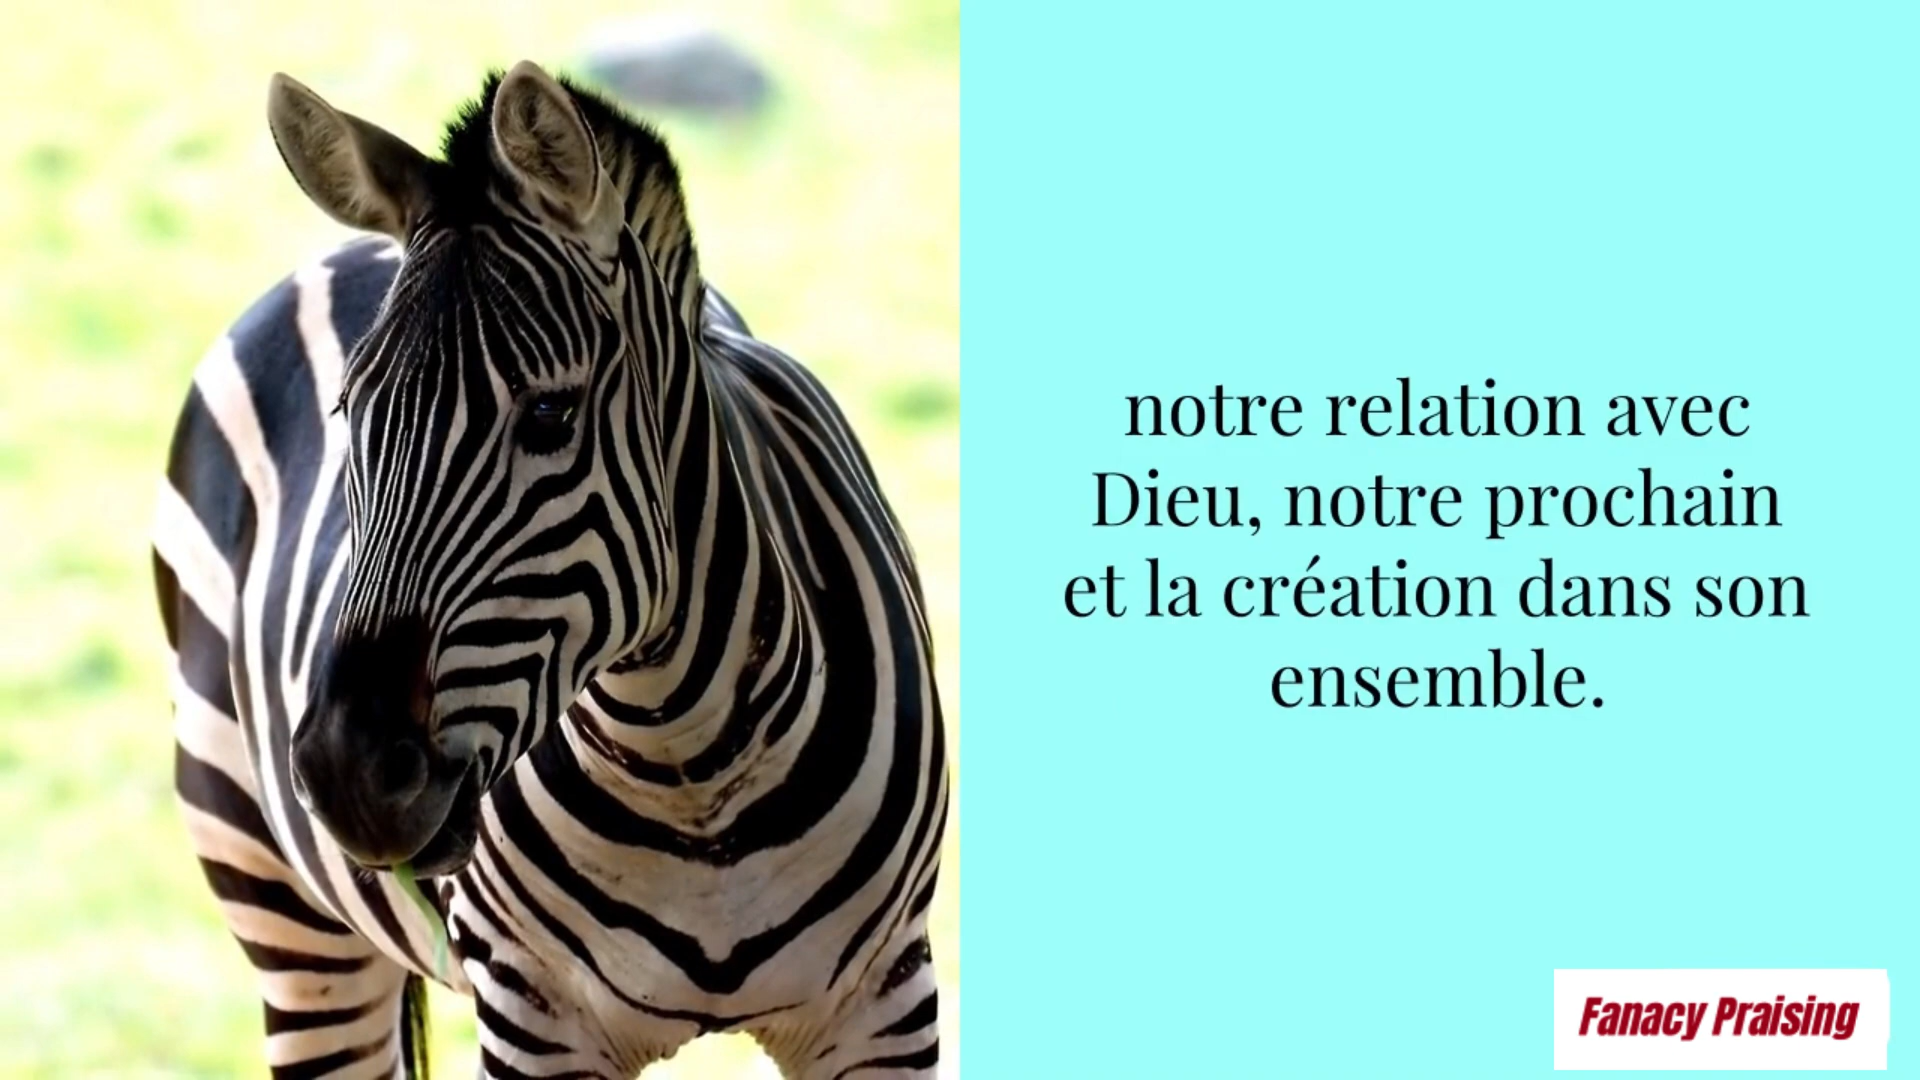 notre relation avec
Dieu, notre prochain
et la création dans son
ensemble.
Fanacy Praising